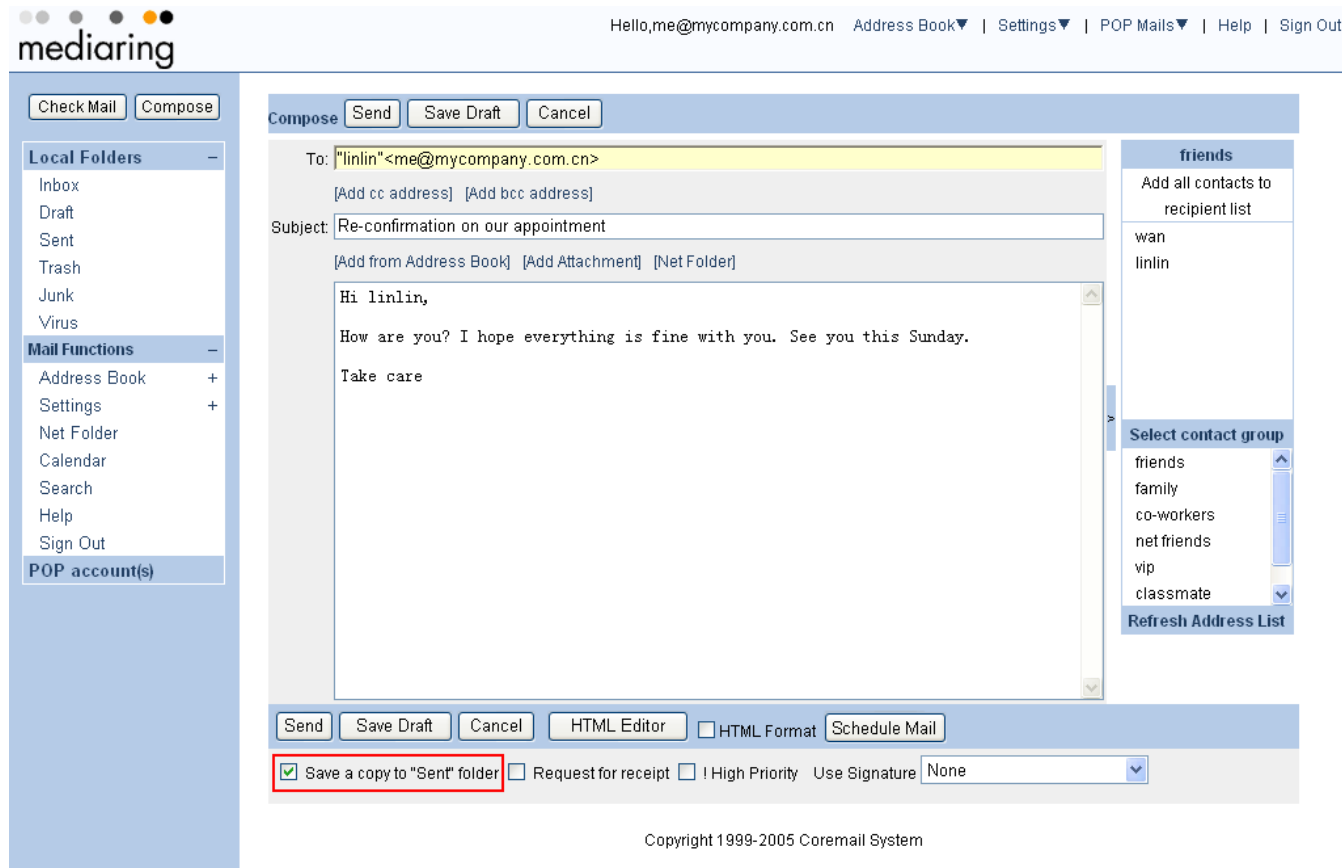 mediaring
Hello,me@mycompany.com.cn Address Book▼ | Settings▼ | POP Mails▼ | Help | Sign Out
Check Mail Compose
Local Folders –
Inbox
Draft
Sent
Trash
Junk
Virus
Mail Functions –
Address Book +
Settings +
Net Folder
Calendar
Search
Help
Sign Out
POP account(s)
Compose Send Save Draft Cancel
To: "linlin"<me@mycompany.com.cn>
[Add cc address] [Add bcc address]
Subject: Re-confirmation on our appointment
[Add from Address Book] [Add Attachment] [Net Folder]
Hi linlin,
How are you? I hope everything is fine with you. See you this Sunday.
Take care
>
friends
Add all contacts to
recipient list
wan
linlin
Select contact group
friends
family
co-workers
net friends
vip
classmate
Refresh Address List
Send Save Draft Cancel HTML Editor HTML Format Schedule Mail
Save a copy to "Sent" folder Request for receipt ! High Priority Use Signature None
Copyright 1999-2005 Coremail System